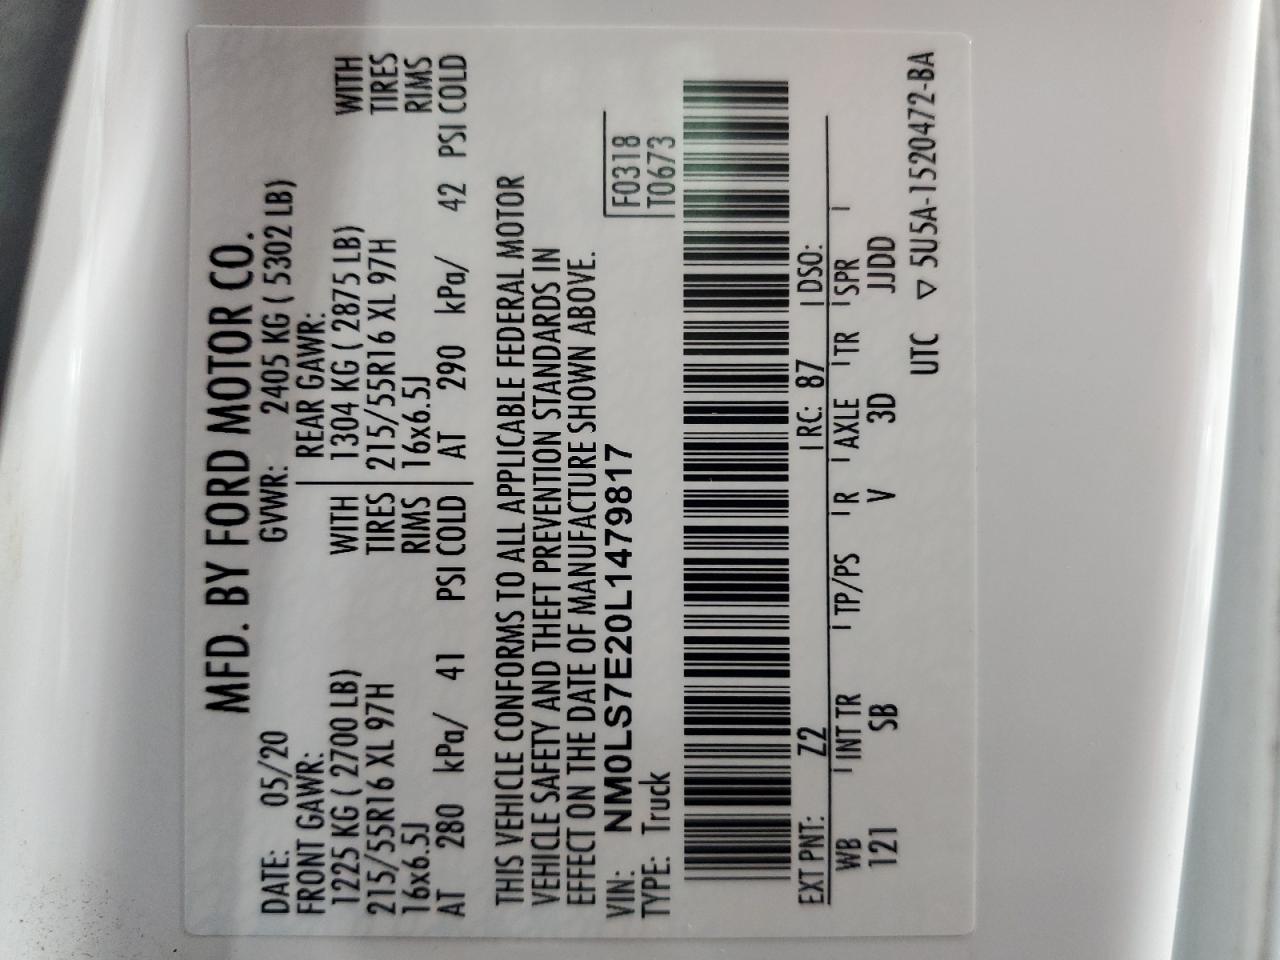 MFD. BY FORD MOTOR CO.
DATE: 05/20 GVWR: 2405 KG ( 5302 LB)
FRONT GAWR: REAR GAWR:
1225 KG ( 2700 LB) WITH 1304 KG ( 2875 LB) WITH
215/55R16 XL 97H TIRES 215/55R16 XL 97H TIRES
16x6.5J RIMS 16x6.5J RIMS
AT 280 kPa/ 41 PSI COLD AT 290 kPa/ 42 PSI COLD
THIS VEHICLE CONFORMS TO ALL APPLICABLE FEDERAL MOTOR
VEHICLE SAFETY AND THEFT PREVENTION STANDARDS IN
EFFECT ON THE DATE OF MANUFACTURE SHOWN ABOVE.
VIN: NM0LS7E20L1479817 F0318
TYPE: Truck T0673
EXT PNT: Z2 RC: 87 DSO:
WB INT TR TP/PS R AXLE TR SPR
121 SB V 3D JJDD
UTC ▽ 5U5A-1520472-BA